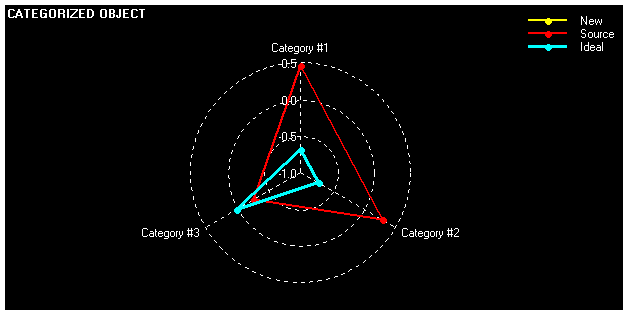 CATEGORIZED OBJECT
New
Source
Ideal
Category #1
0.5
0.0
-0.5
-1.0
Category #3
Category #2